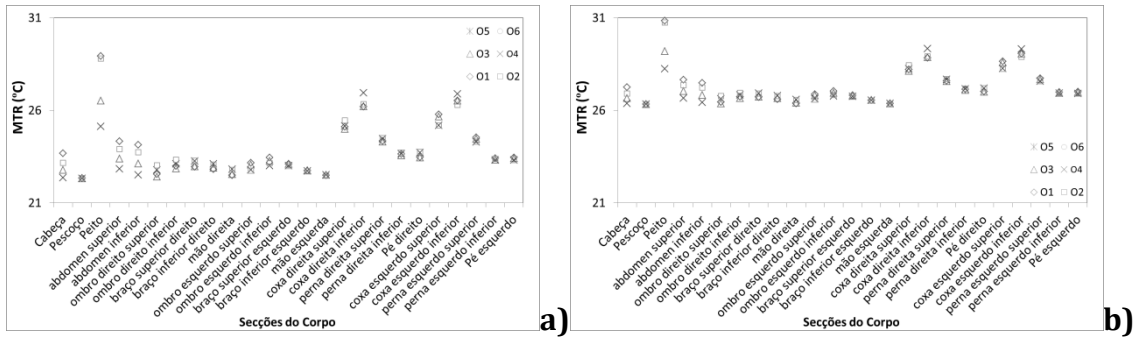 31
26
21
MTR (°C)
O5 O6
O3 O4
O1 O2
Cabeça
Pescoço
Peito
abdomen superior
abdomen inferior
ombro direito superior
ombro direito inferior
braço superior direito
braço inferior direito
mão direita
ombro esquerdo superior
ombro esquerdo inferior
braço superior esquerdo
braço inferior esquerdo
mão esquerda
coxa direita superior
coxa direita inferior
perna direita superior
perna direita inferior
Pé direito
coxa esquerdo superior
coxa esquerdo inferior
perna esquerdo superior
perna esquerdo inferior
Pé esquerdo
Secções do Corpo
a)
31
26
21
MTR (°C)
O5 O6
O3 O4
O1 O2
Cabeça
Pescoço
Peito
abdomen superior
abdomen inferior
ombro direito superior
ombro direito inferior
braço superior direito
braço inferior direito
mão direita
ombro esquerdo superior
ombro esquerdo inferior
braço superior esquerdo
braço inferior esquerdo
mão esquerda
coxa direita superior
coxa direita inferior
perna direita superior
perna direita inferior
Pé direito
coxa esquerdo superior
coxa esquerdo inferior
perna esquerdo superior
perna esquerdo inferior
Pé esquerdo
Secções do Corpo
b)